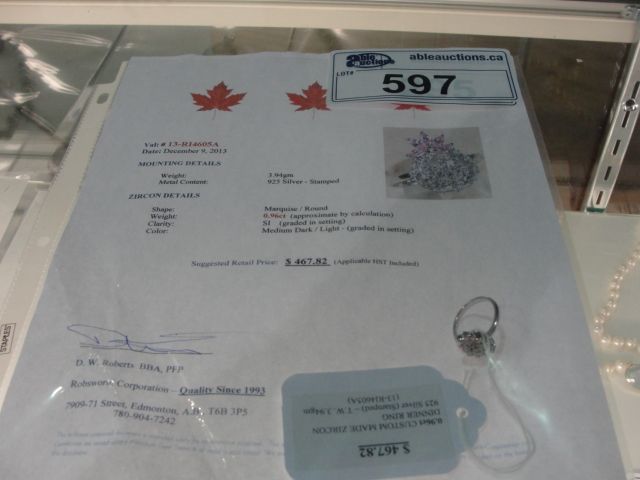 ableauctions.ca
Able Auctions
LOT#
597
Val: # 13-RI4605A
Date: December 9, 2013
MOUNTING DETAILS
Weight: 3.94gm
Metal Content: 925 Silver - Stamped
ZIRCON DETAILS
Shape: Marquise / Round
Weight: 0.96ct (approximate by calculation)
Clarity: SI (graded in setting)
Color: Medium Dark / Light - (graded in setting)
Suggested Retail Price: $ 467.82 (Applicable HST Included)
D. W. Roberts BBA, PFP
Robsworth Corporation – Quality Since 1993
7909-71 Street, Edmonton, A.B. T6B 3P5
780-904-7242
STAPLES
0.96ct CUSTOM MADE ZIRCON
DINNER RING
925 Silver (Stamped) - T.W. 3.94gm
(13-RI4605A)
$ 467.82